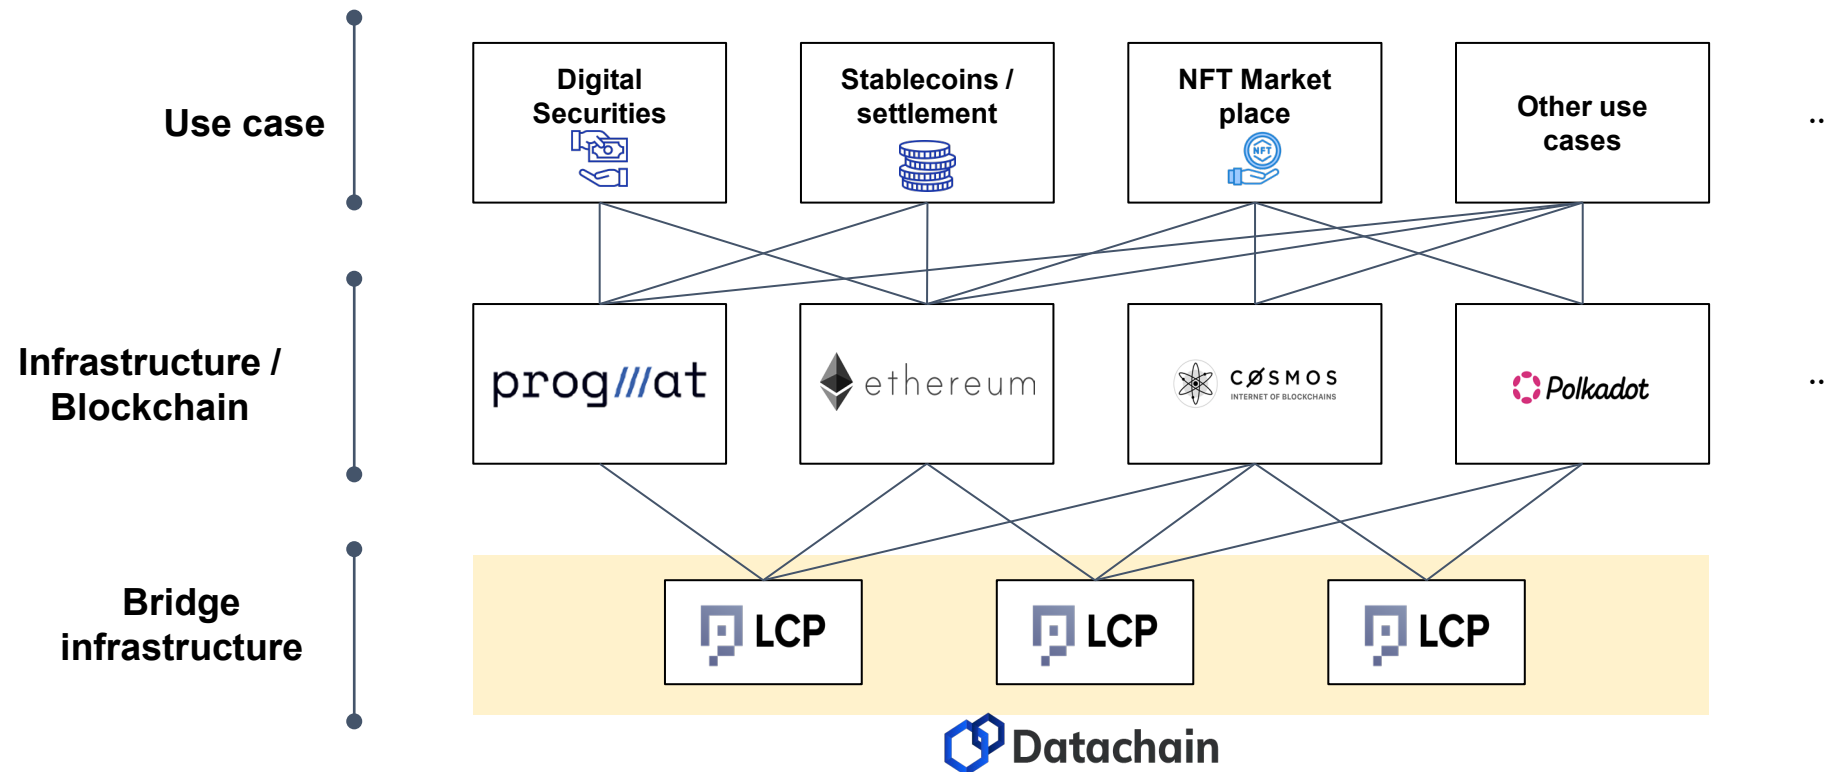 Use case
Digital
Securities
Stablecoins /
settlement
NFT Market
place
NFT
Other use
cases
..
Infrastructure /
Blockchain
prog///at
ethereum
CØSMOS
INTERNET OF BLOCKCHAINS
Polkadot
..
Bridge
infrastructure
LCP
LCP
LCP
Datachain